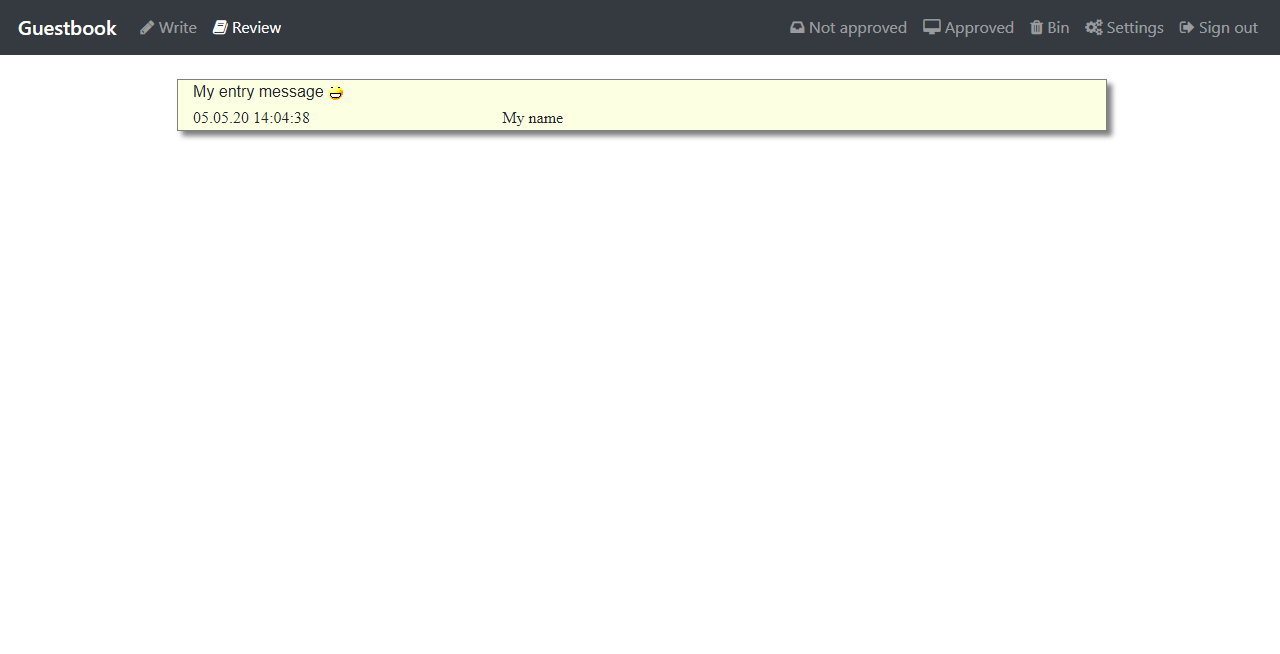 Guestbook Write Review Not approved Approved Bin Settings Sign out
My entry message
05.05.20 14:04:38 My name